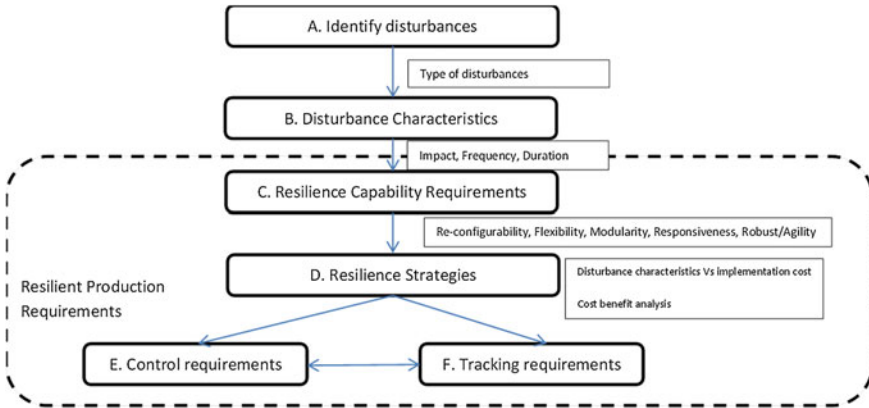 A. Identify disturbances
Type of disturbances
B. Disturbance Characteristics
Impact, Frequency, Duration
C. Resilience Capability Requirements
Re-configurability, Flexibility, Modularity, Responsiveness, Robust/Agility
D. Resilience Strategies
Disturbance characteristics Vs implementation cost
Cost benefit analysis
Resilient Production
Requirements
E. Control requirements
F. Tracking requirements